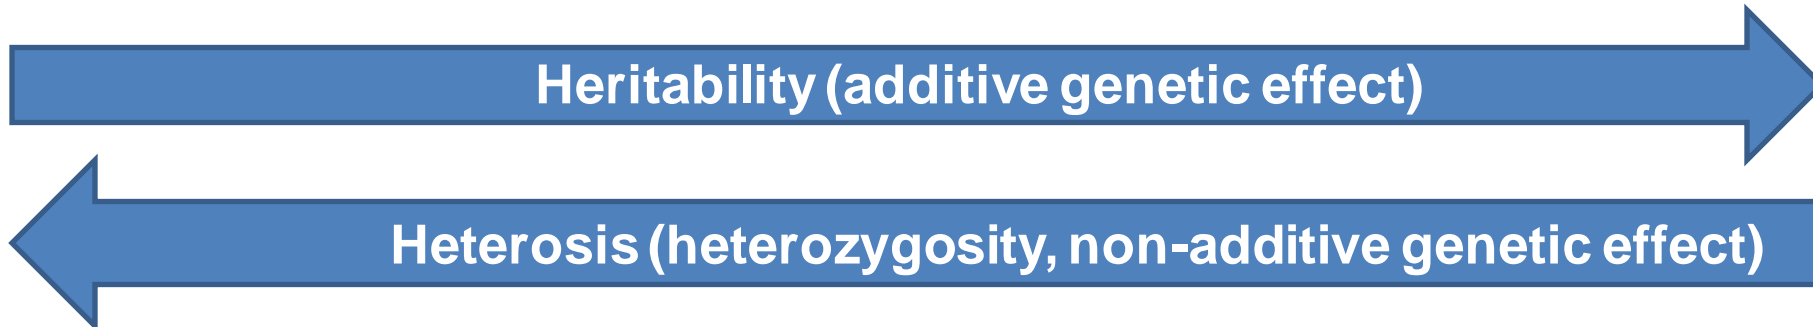 Heritability (additive genetic effect)
Heterosis (heterozygosity, non-additive genetic effect)